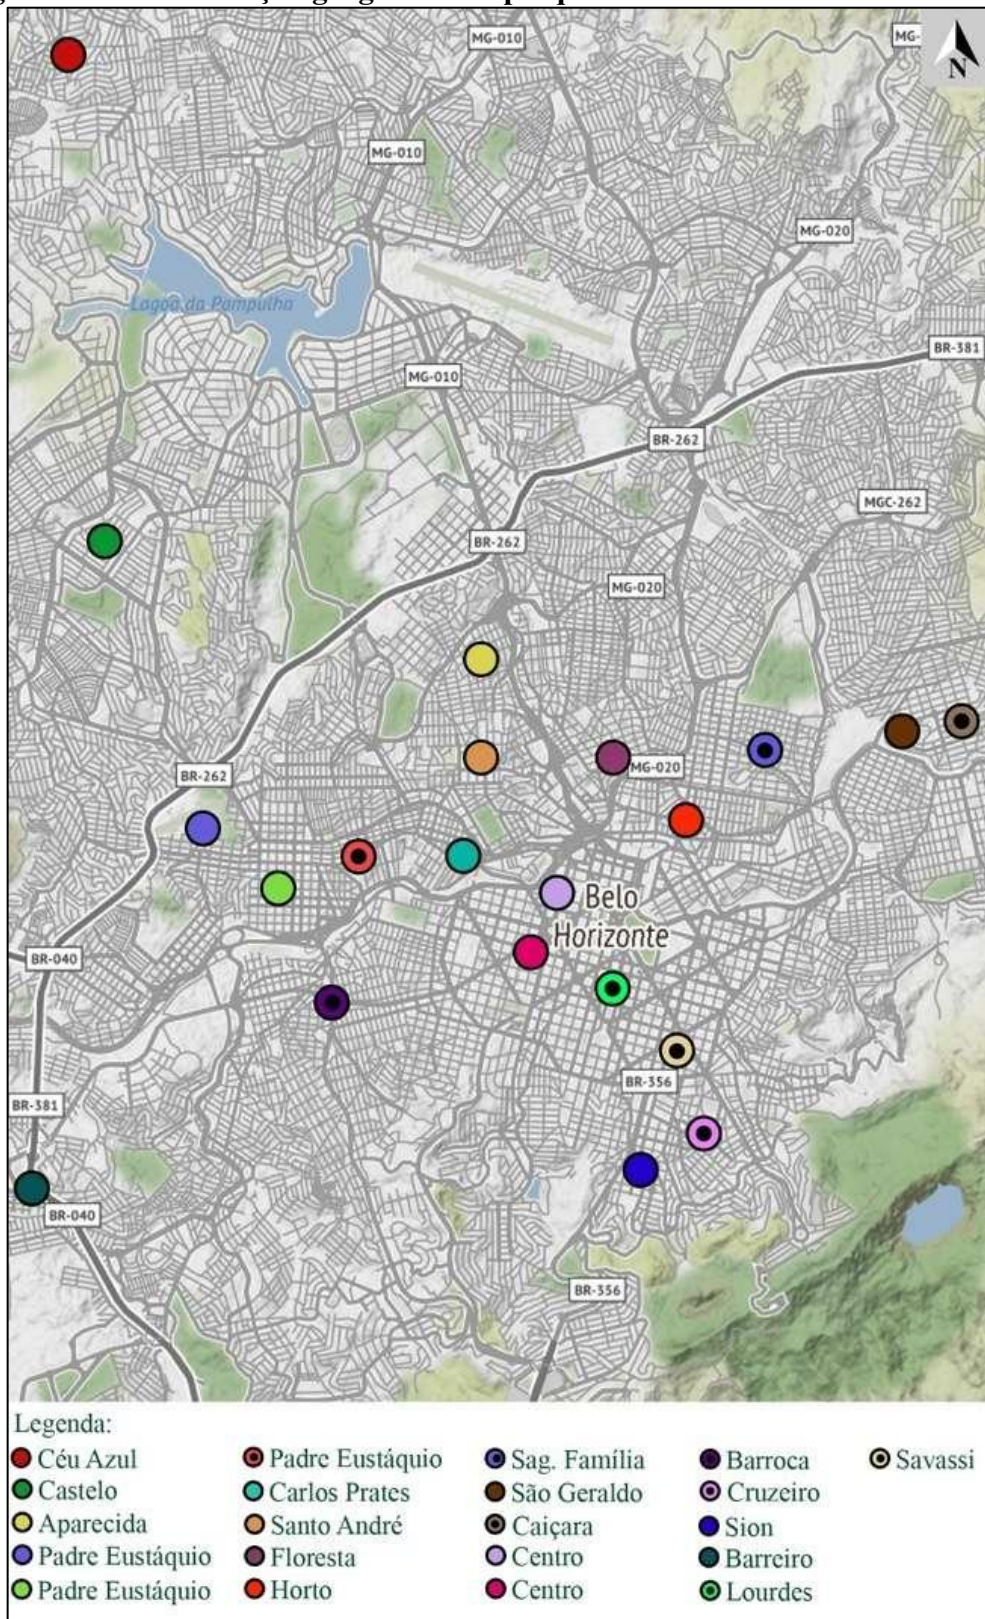 MG-010
MG-
N
MG-010
MG-020
Lagoa da Pampulha
BR-381
MG-010
BR-262
MGC-262
BR-262
MG-020
MG-020
BR-262
Belo
Horizonte
BR-040
BR-356
BR-381
BR-040
BR-356
Legenda:
Céu Azul
Castelo
Aparecida
Padre Eustáquio
Padre Eustáquio
Padre Eustáquio
Carlos Prates
Santo André
Floresta
Horto
Sag. Família
São Geraldo
Caiçara
Centro
Centro
Barroca
Cruzeiro
Sion
Barreiro
Lourdes
Savassi